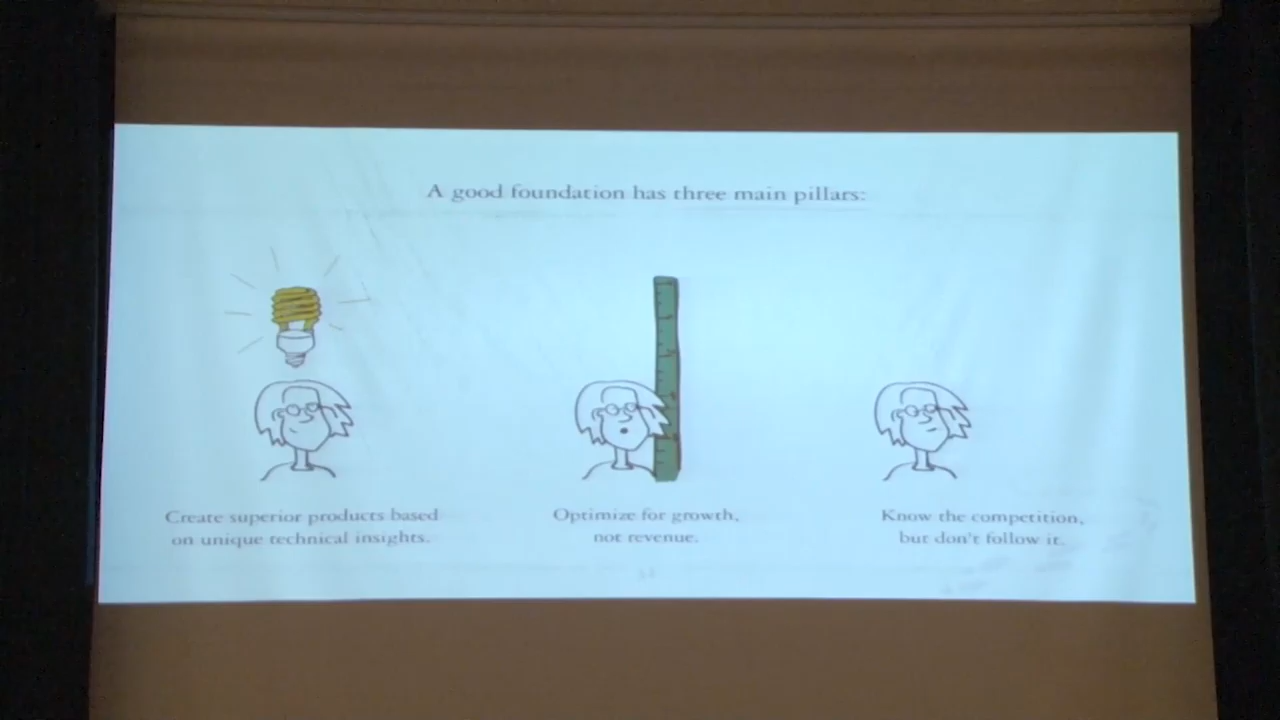 A good foundation has three main pillars:
Create superior products based
on unique technical insights.
Optimize for growth,
not revenue.
Know the competition,
but don't follow it.